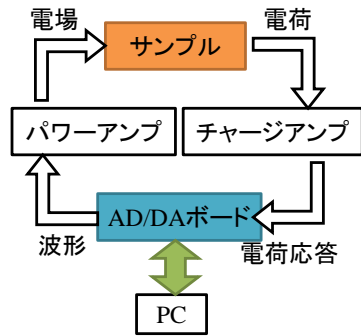 電場
電荷
サンプル
パワーアンプ
チャージアンプ
AD/DAボード
波形
電荷応答
PC